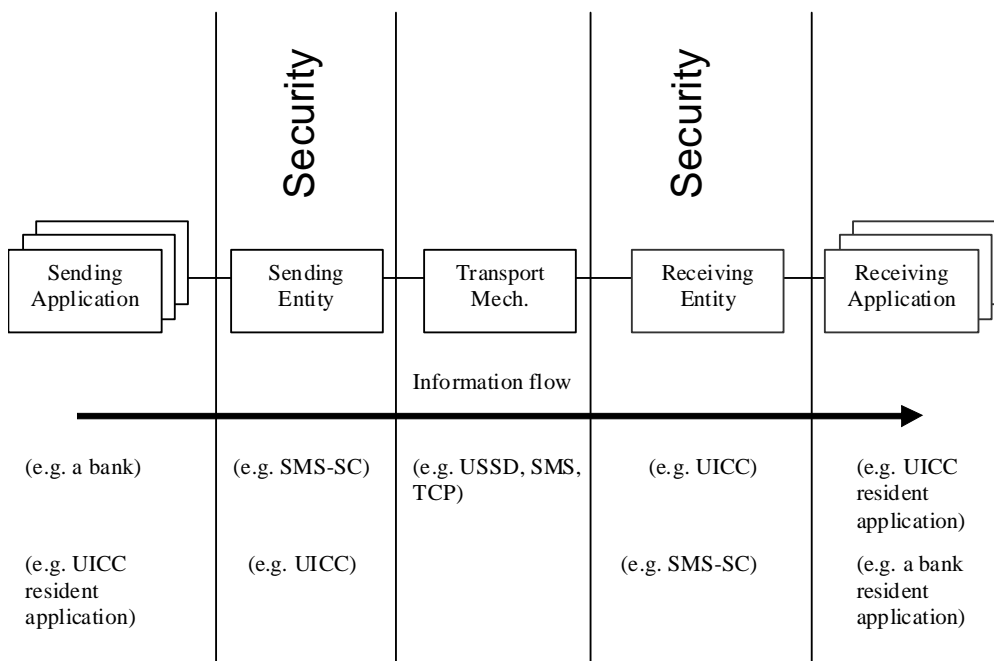 Security
Security
Sending
Application
Sending
Entity
Transport
Mech.
Receiving
Entity
Receiving
Application
Information flow
(e.g. a bank)
(e.g. SMS-SC)
(e.g. USSD, SMS,
TCP)
(e.g. UICC)
(e.g. UICC
resident
application)
(e.g. UICC
resident
application)
(e.g. UICC)
(e.g. SMS-SC)
(e.g. a bank
resident
application)